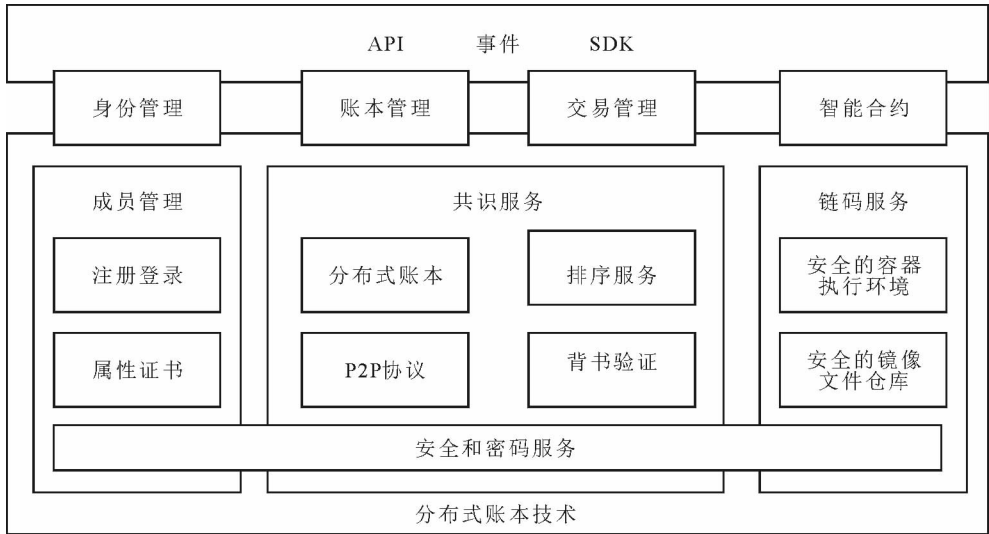 API 事件 SDK
身份管理 账本管理 交易管理 智能合约
成员管理 共识服务 链码服务
注册登录 分布式账本 排序服务 安全的容器
执行环境
属性证书 P2P协议 背书验证 安全的镜像
文件仓库
安全和密码服务
分布式账本技术